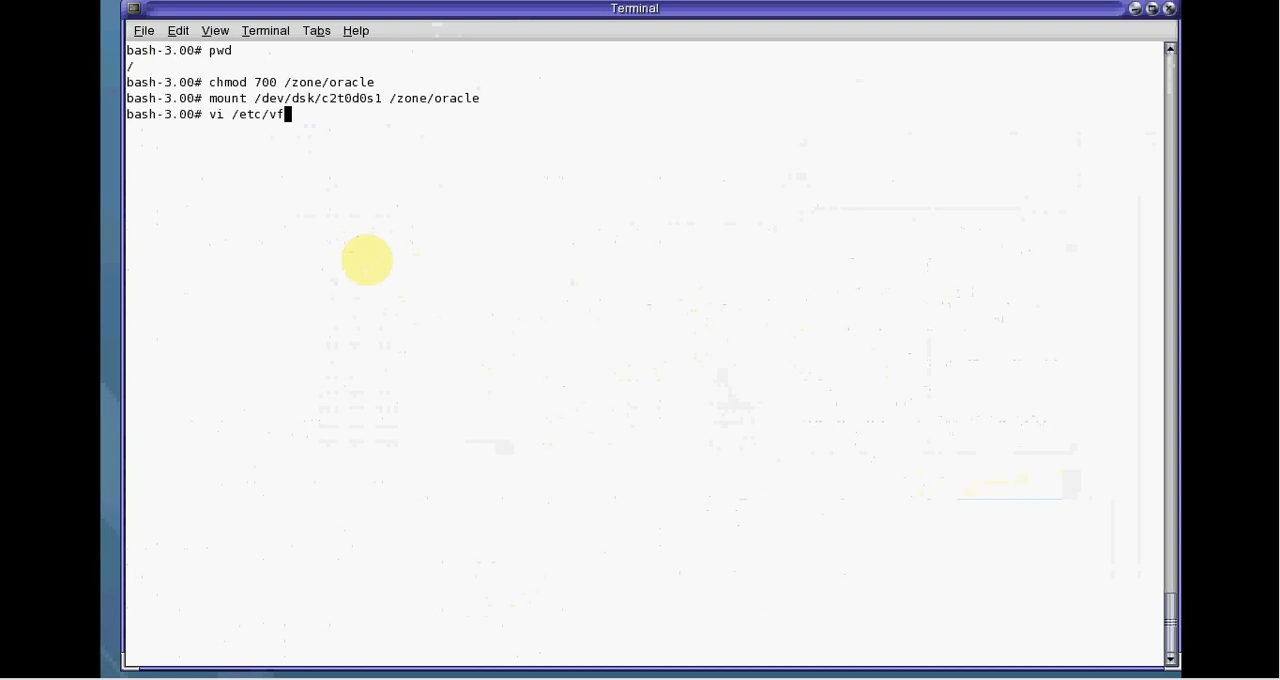 Terminal
File Edit View Terminal Tabs Help
bash-3.00# pwd
/
bash-3.00# chmod 700 /zone/oracle
bash-3.00# mount /dev/dsk/c2t0d0s1 /zone/oracle
bash-3.00# vi /etc/vf